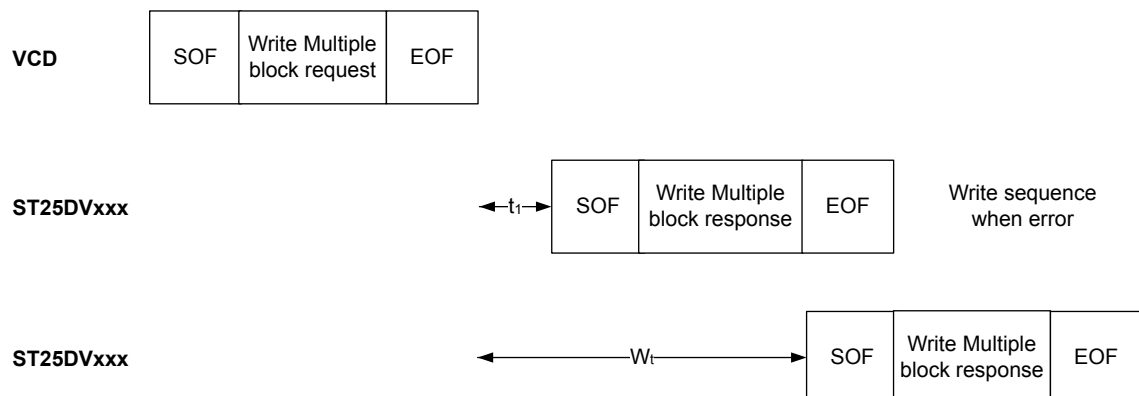 VCD
SOF
Write Multiple
block request
EOF
ST25DVxxx
t1
SOF
Write Multiple
block response
EOF
Write sequence
when error
ST25DVxxx
Wt
SOF
Write Multiple
block response
EOF